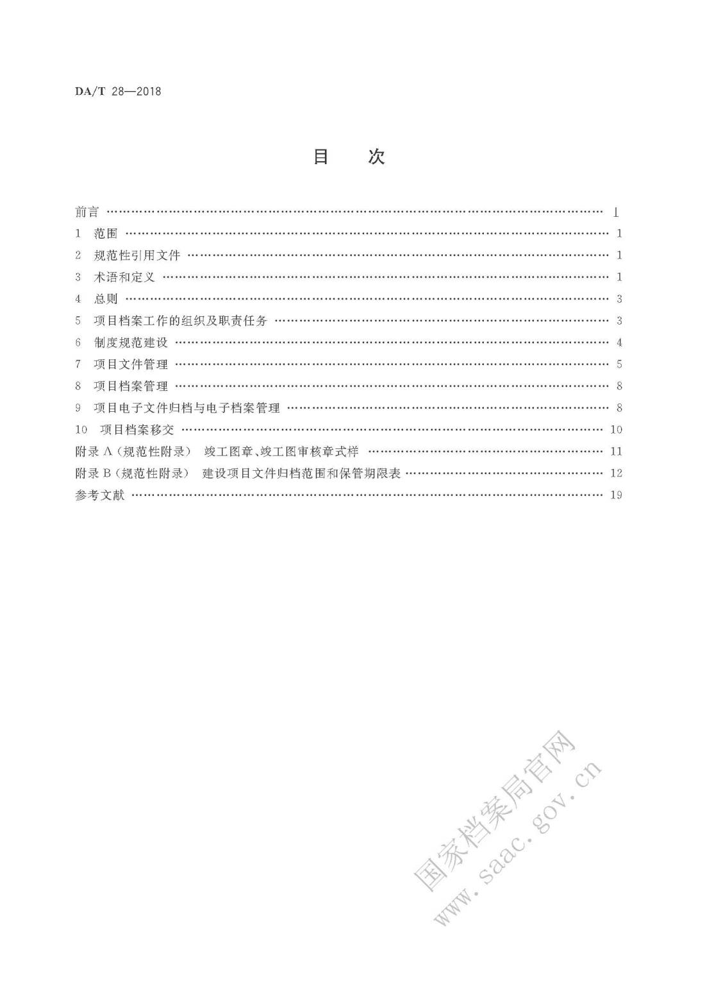 DA/T 28—2018
目 次
前言 …… Ⅰ
1 范围 …… 1
2 规范性引用文件 …… 1
3 术语和定义 …… 1
4 总则 …… 3
5 项目档案工作的组织及职责任务 …… 3
6 制度规范建设 …… 4
7 项目文件管理 …… 5
8 项目档案管理 …… 8
9 项目电子文件归档与电子档案管理 …… 8
10 项目档案移交 …… 10
附录 A（规范性附录） 竣工图章、竣工图审核章式样 …… 11
附录 B（规范性附录） 建设项目文件归档范围和保管期限表 …… 12
参考文献 …… 19
国家档案局官网
www.saac.gov.cn